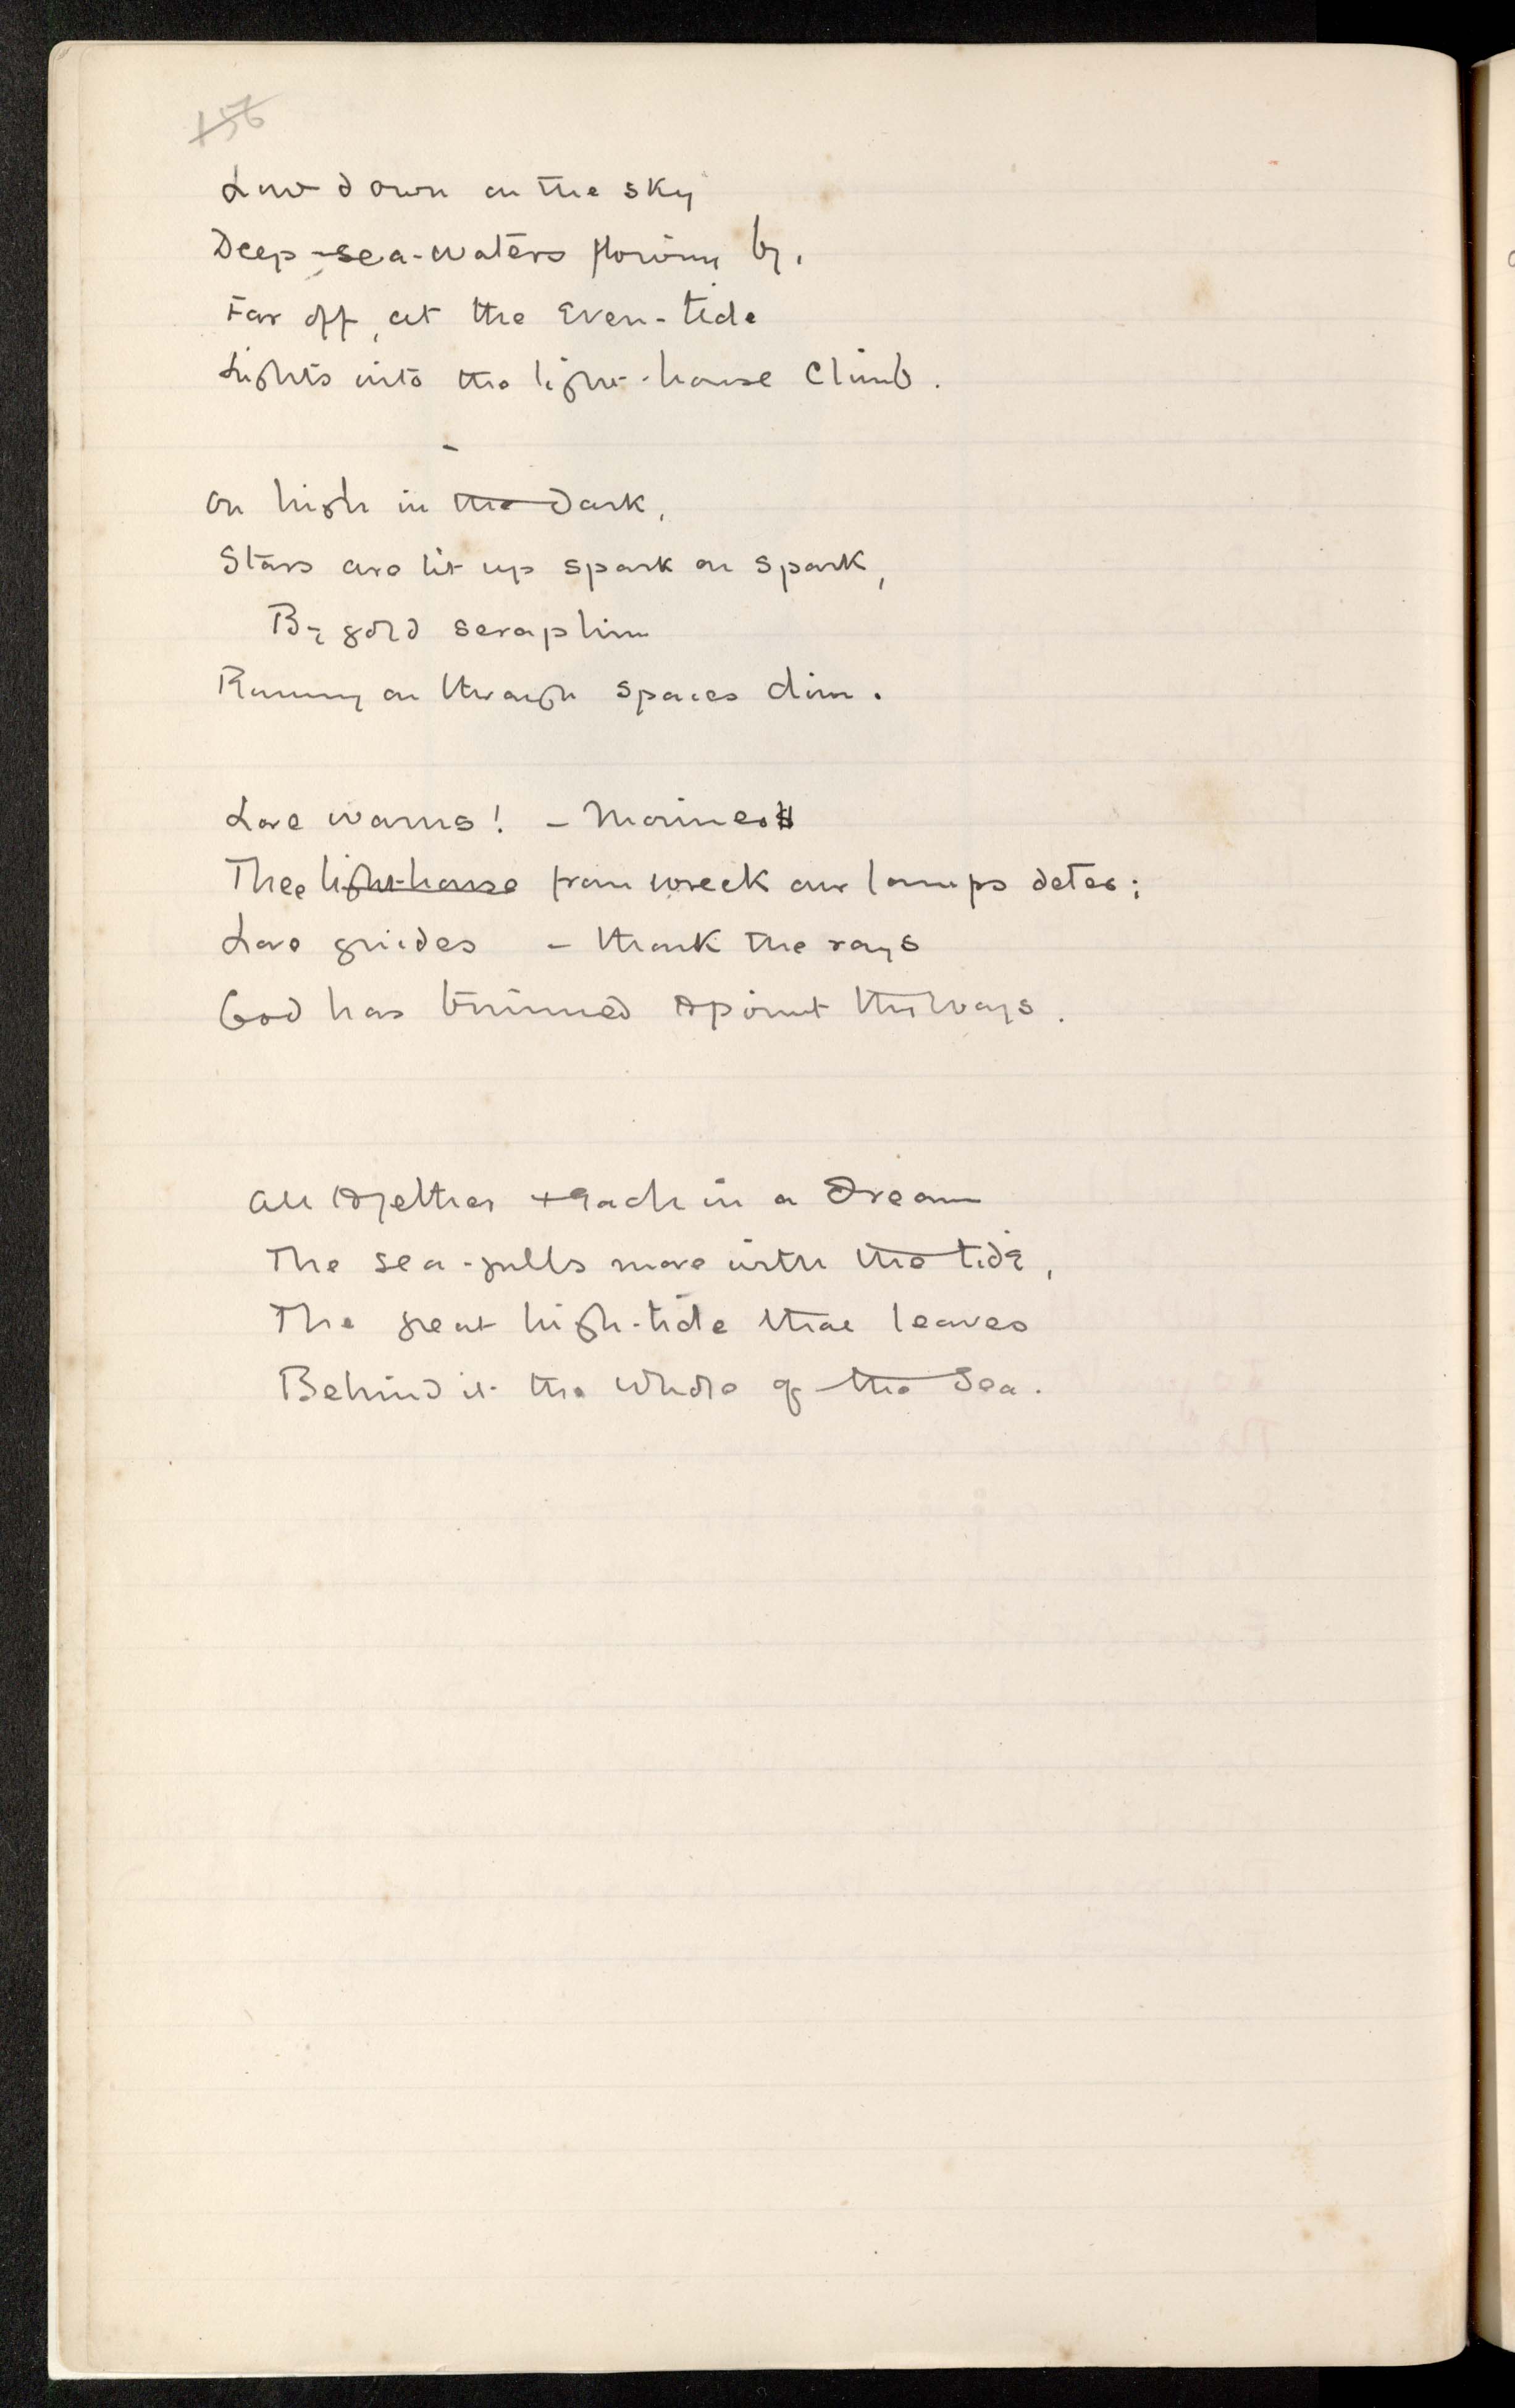 156
Low down on the sky
Deep-sea-waters flowing by,
Far off, at the Even-tide
Lights into the light-house Climb.
On high in the Dark,
Stars are lit up spark on spark,
By gold seraphim
Running on through spaces dim.
Love warns! – Mariner
Thee light-house from wreck our lamps deter;
Love guides – thank the rays
God has trimmed to point thy ways.
All together & each in a Dream
The sea-gulls move with the tide,
The great high-tide that leaves
Behind it the whole of the Sea.